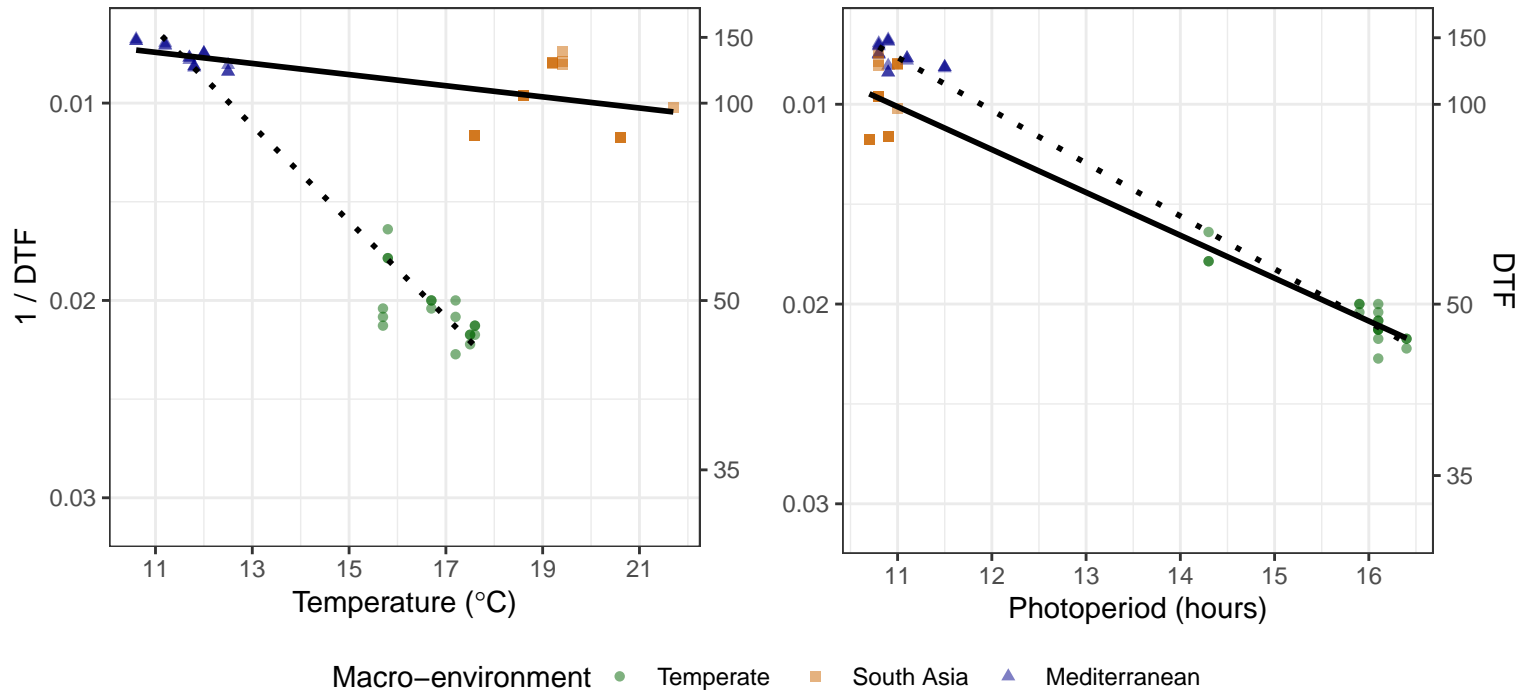 1 / DTF
0.01
0.02
0.03
150
100
50
35
11 13 15 17 19 21
Temperature (°C)
0.01
0.02
0.03
150
100
50
35
DTF
11 12 13 14 15 16
Photoperiod (hours)
Macro−environment Temperate South Asia Mediterranean